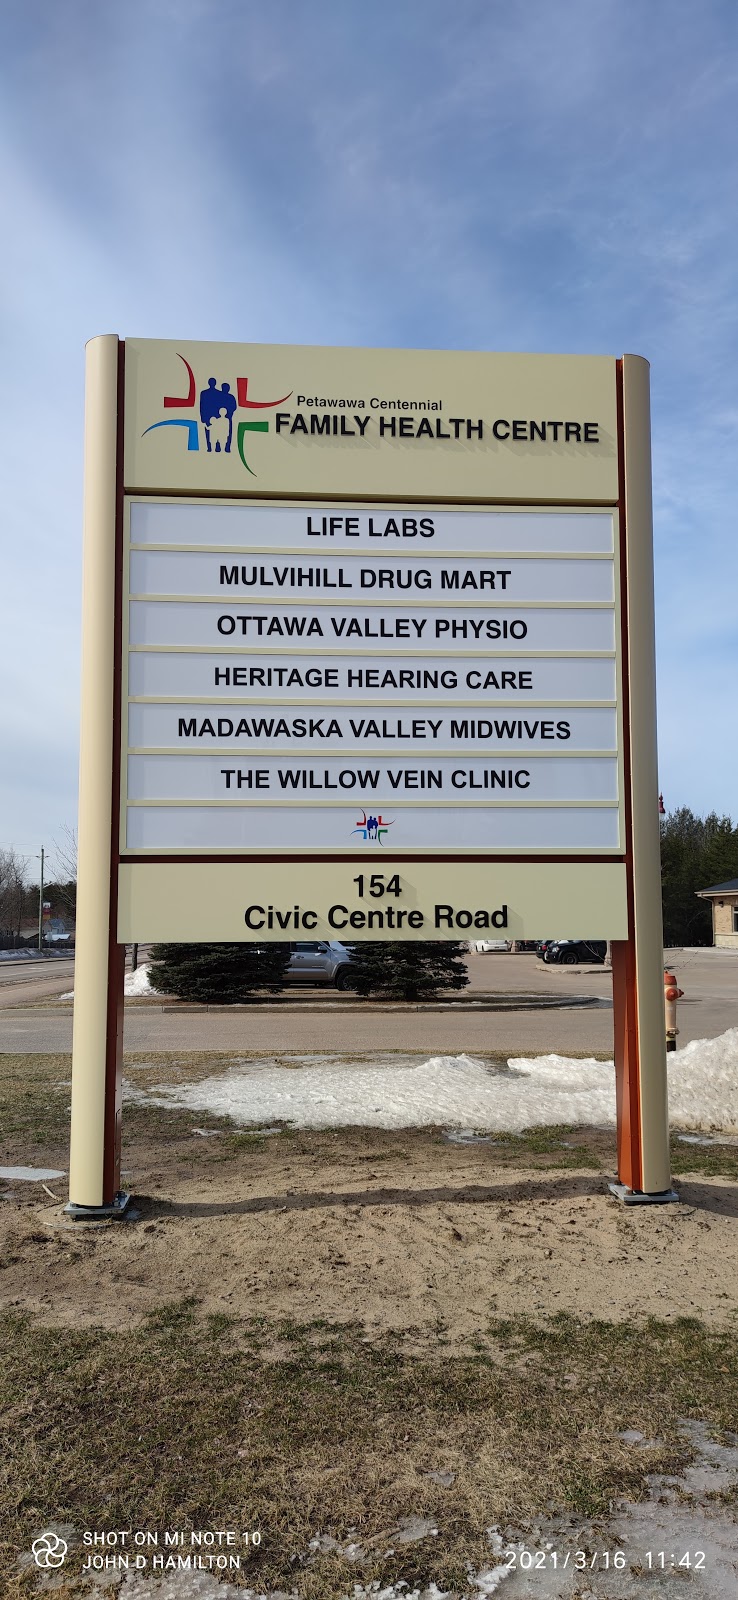 Petawawa Centennial
FAMILY HEALTH CENTRE
LIFE LABS
MULVIHILL DRUG MART
OTTAWA VALLEY PHYSIO
HERITAGE HEARING CARE
MADAWASKA VALLEY MIDWIVES
THE WILLOW VEIN CLINIC
154
Civic Centre Road
SHOT ON MI NOTE 10
JOHN D HAMILTON
2021/3/16 11:42